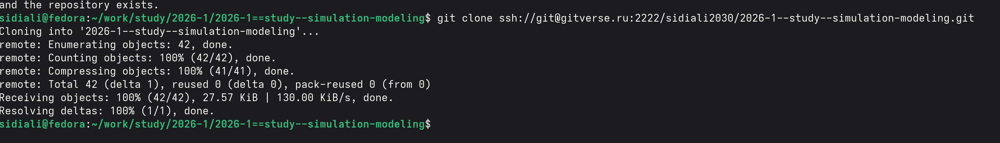 and the repository exists.
sidiali@fedora:~/work/study/2026-1/2026-1==study--simulation-modeling$ git clone ssh://git@gitverse.ru:2222/sidiali2030/2026-1--study--simulation-modeling.git
Cloning into '2026-1--study--simulation-modeling'...
remote: Enumerating objects: 42, done.
remote: Counting objects: 100% (42/42), done.
remote: Compressing objects: 100% (41/41), done.
remote: Total 42 (delta 1), reused 0 (delta 0), pack-reused 0 (from 0)
Receiving objects: 100% (42/42), 27.57 KiB | 130.00 KiB/s, done.
Resolving deltas: 100% (1/1), done.
sidiali@fedora:~/work/study/2026-1/2026-1==study--simulation-modeling$